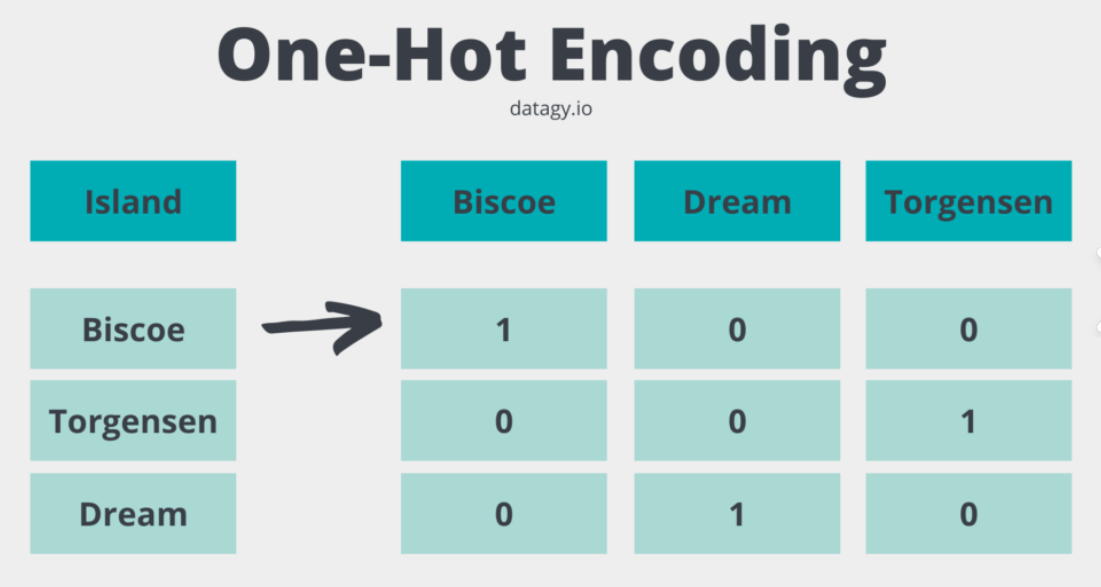 One-Hot Encoding
datagy.io
Island Biscoe Dream Torgensen
Biscoe 1 0 0
Torgensen 0 0 1
Dream 0 1 0